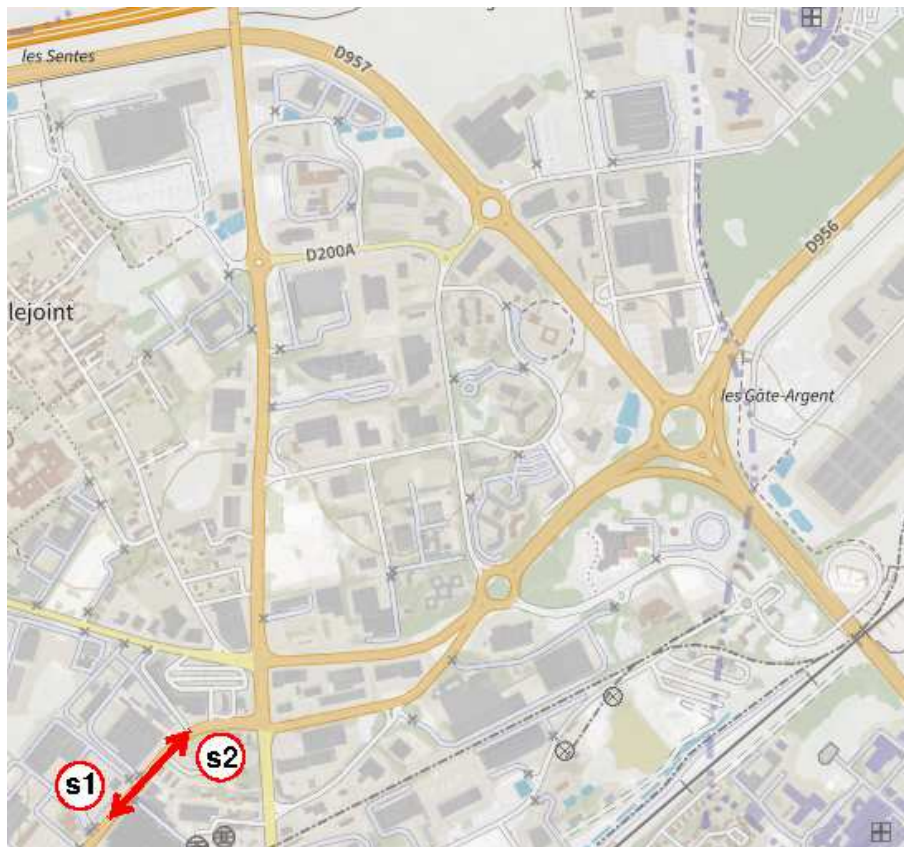 les Sentes
D957
D956
D200A
lejoint
les Gâte-Argent
s2
s1